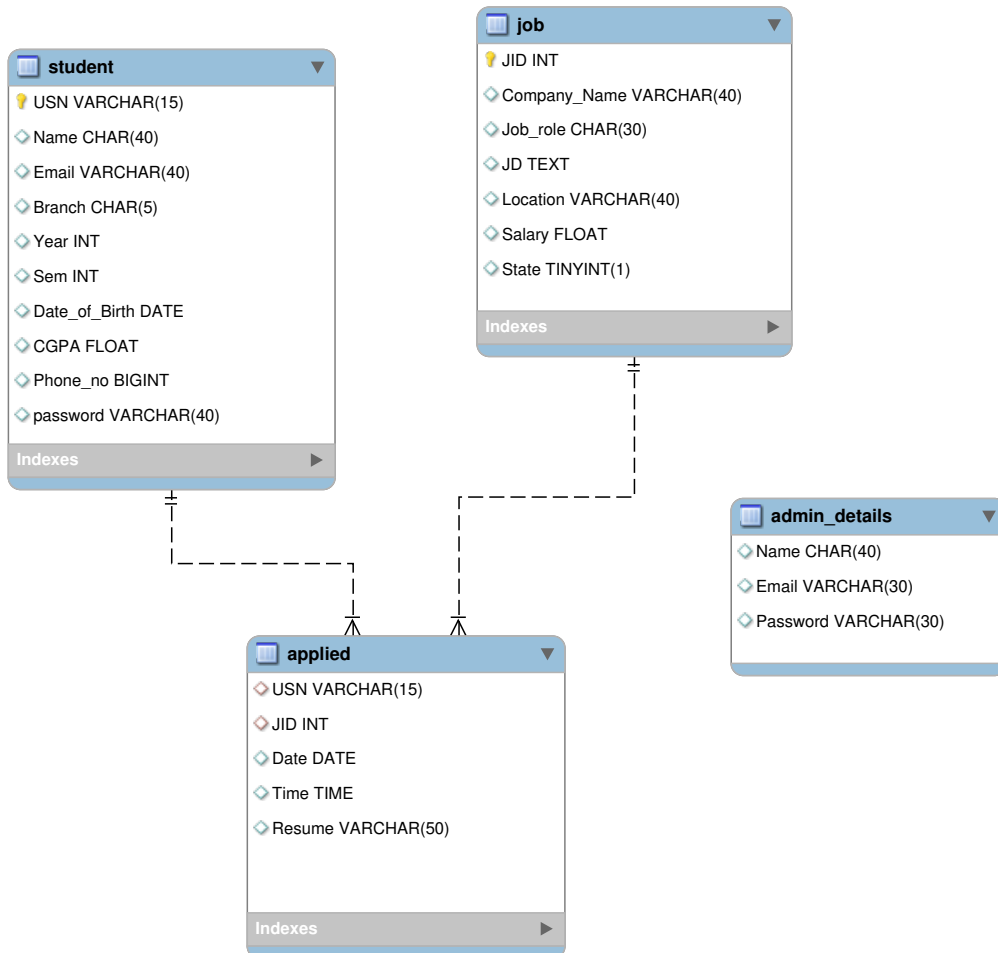 student
USN VARCHAR(15)
Name CHAR(40)
Email VARCHAR(40)
Branch CHAR(5)
Year INT
Sem INT
Date_of_Birth DATE
CGPA FLOAT
Phone_no BIGINT
password VARCHAR(40)
Indexes
job
JID INT
Company_Name VARCHAR(40)
Job_role CHAR(30)
JD TEXT
Location VARCHAR(40)
Salary FLOAT
State TINYINT(1)
Indexes
admin_details
Name CHAR(40)
Email VARCHAR(30)
Password VARCHAR(30)
applied
USN VARCHAR(15)
JID INT
Date DATE
Time TIME
Resume VARCHAR(50)
Indexes